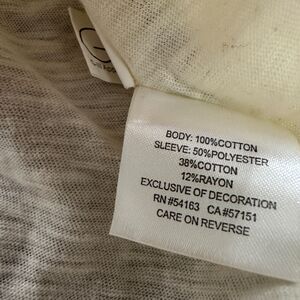 BODY: 100%COTTON
SLEEVE: 50%POLYESTER
38%COTTON
12%RAYON
EXCLUSIVE OF DECORATION
RN#54163 CA#57151
CARE ON REVERSE